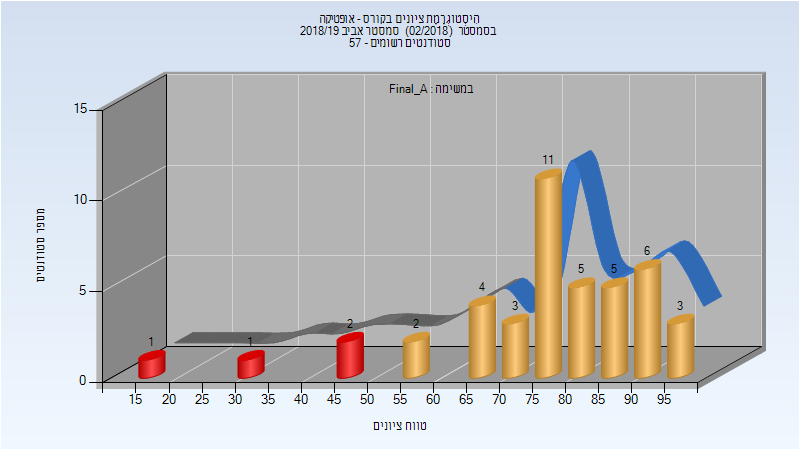 היסטוגרמת ציונים בקורס - אופטיקה
בסמסטר (02/2018) סמסטר אביב 2018/19
סטודנטים רשומים - 57
במשימה : Final_A
מספר סטודנטים
15
10
5
0
1
1
2
2
4
3
11
5
5
6
3
15 20 25 30 35 40 45 50 55 60 65 70 75 80 85 90 95
טווח ציונים